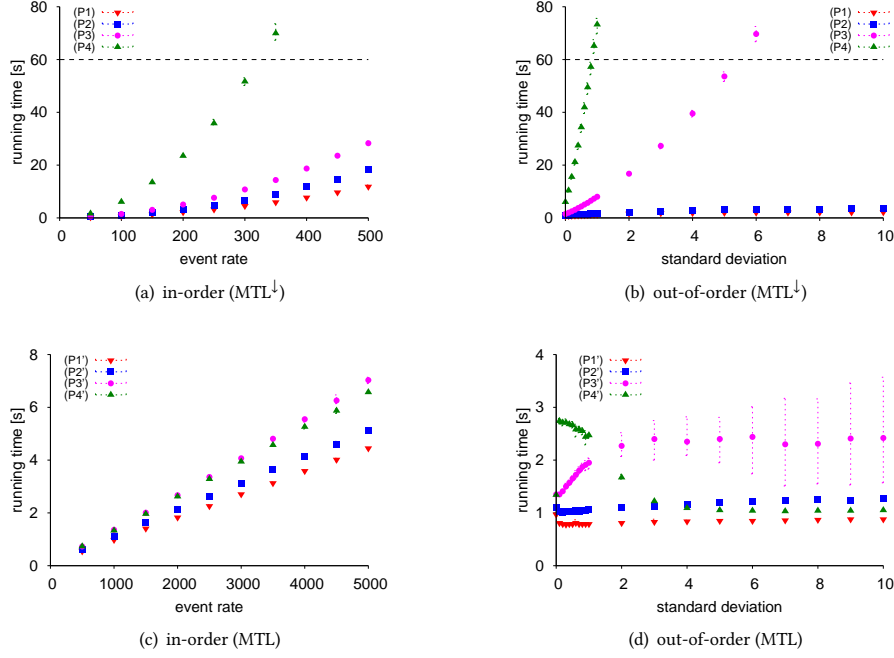 80
60
40
20
0
running time [s]
(P1)
(P2)
(P3)
(P4)
0 100 200 300 400 500
event rate
(a) in-order (MTL↓)
80
60
40
20
0
running time [s]
(P1)
(P2)
(P3)
(P4)
0 2 4 6 8 10
standard deviation
(b) out-of-order (MTL↓)
8
6
4
2
0
running time [s]
(P1')
(P2')
(P3')
(P4')
0 1000 2000 3000 4000 5000
event rate
(c) in-order (MTL)
4
3
2
1
0
running time [s]
(P1')
(P2')
(P3')
(P4')
0 2 4 6 8 10
standard deviation
(d) out-of-order (MTL)